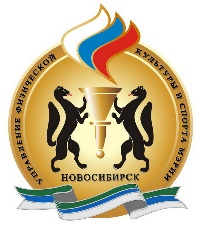 УПРАВЛЕНИЕ ФИЗИЧЕСКОЙ КУЛЬТУРЫ И СПОРТА МЭРИИ
НОВОСИБИРСК